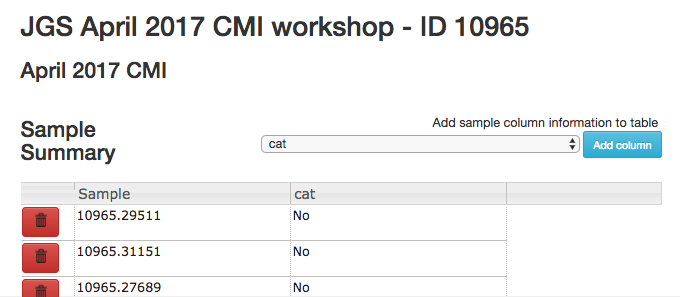 JGS April 2017 CMI workshop - ID 10965
April 2017 CMI
Sample
Summary
Add sample column information to table
cat
Add column
Sample cat
10965.29511 No
10965.31151 No
10965.27689 No